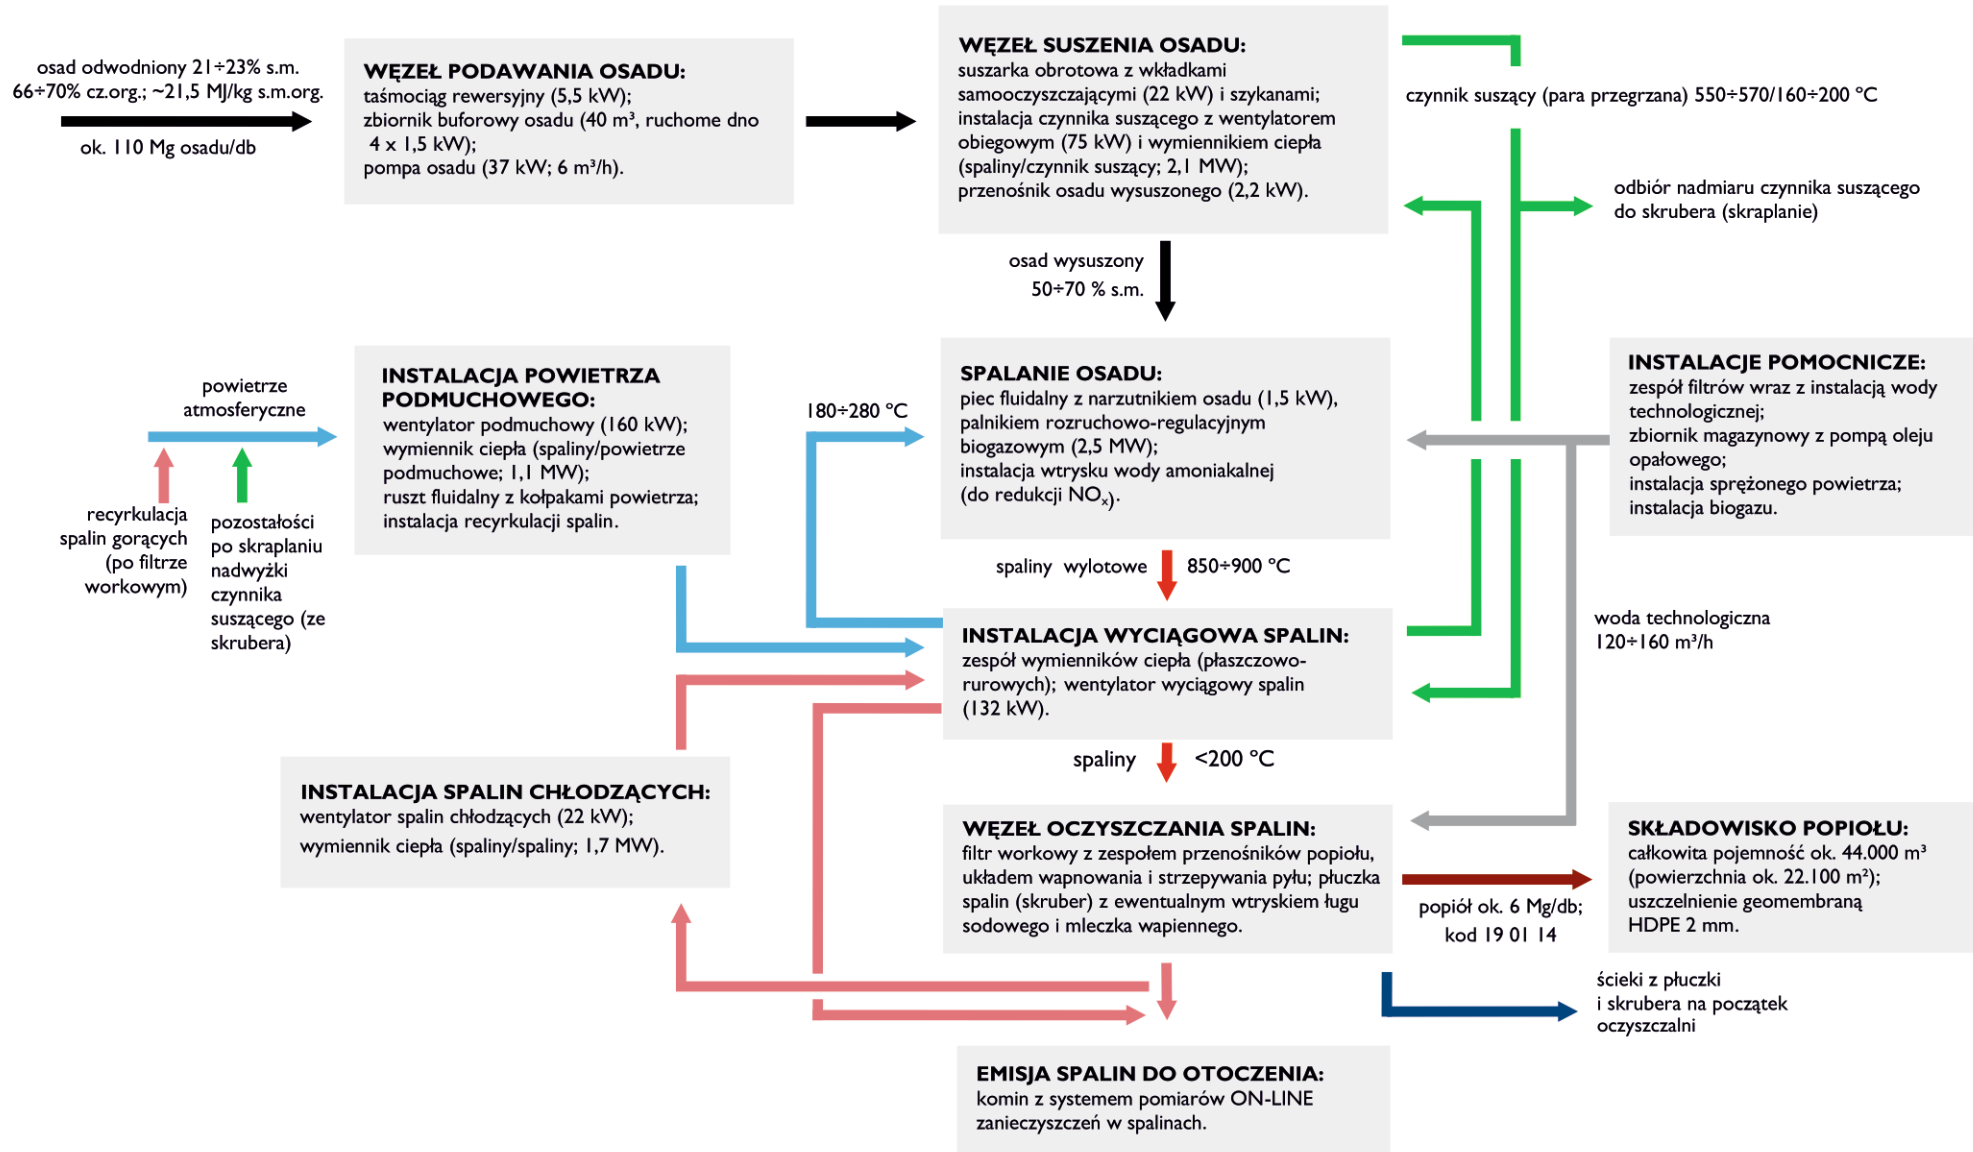 osad odwodniony 21÷23% s.m.
66÷70% cz.org.; ~21,5 MJ/kg s.m.org.
ok. 110 Mg osadu/db
WĘZEŁ PODAWANIA OSADU:
taśmociąg rewersyjny (5,5 kW);
zbiornik buforowy osadu (40 m³, ruchome dno
4 x 1,5 kW);
pompa osadu (37 kW; 6 m³/h).
WĘZEŁ SUSZENIA OSADU:
suszarka obrotowa z wkładkami
samooczyszczającymi (22 kW) i szykanami;
instalacja czynnika suszącego z wentylatorem
obiegowym (75 kW) i wymiennikiem ciepła
(spaliny/czynnik suszący; 2,1 MW);
przenośnik osadu wysuszonego (2,2 kW).
czynnik suszący (para przegrzana) 550÷570/160÷200 ºC
odbiór nadmiaru czynnika suszącego
do skrubera (skraplanie)
osad wysuszony
50÷70 % s.m.
powietrze
atmosferyczne
recyrkulacja
spalin gorących
(po filtrze
workowym)
pozostałości
po skraplaniu
nadwyżki
czynnika
suszącego (ze
skrubera)
INSTALACJA POWIETRZA
PODMUCHOWEGO:
wentylator podmuchowy (160 kW);
wymiennik ciepła (spaliny/powietrze
podmuchowe; 1,1 MW);
ruszt fluidalny z kołpakami powietrza;
instalacja recyrkulacji spalin.
180÷280 ºC
SPALANIE OSADU:
piec fluidalny z narzutnikiem osadu (1,5 kW),
palnikiem rozruchowo-regulacyjnym
biogazowym (2,5 MW);
instalacja wtrysku wody amoniakalnej
(do redukcji NOₓ).
INSTALACJE POMOCNICZE:
zespół filtrów wraz z instalacją wody
technologicznej;
zbiornik magazynowy z pompą oleju
opałowego;
instalacja sprężonego powietrza;
instalacja biogazu.
spaliny wylotowe 850÷900 ºC
woda technologiczna
120÷160 m³/h
INSTALACJA WYCIĄGOWA SPALIN:
zespół wymienników ciepła (płaszczowo-
rurowych); wentylator wyciągowy spalin
(132 kW).
spaliny <200 ºC
INSTALACJA SPALIN CHŁODZĄCYCH:
wentylator spalin chłodzących (22 kW);
wymiennik ciepła (spaliny/spaliny; 1,7 MW).
WĘZEŁ OCZYSZCZANIA SPALIN:
filtr workowy z zespołem przenośników popiołu,
układem wapnowania i strzepywania pyłu; płuczka
spalin (skruber) z ewentualnym wtryskiem ługu
sodowego i mleczka wapiennego.
popiół ok. 6 Mg/db;
kod 19 01 14
SKŁADOWISKO POPIOŁU:
całkowita pojemność ok. 44.000 m³
(powierzchnia ok. 22.100 m²);
uszczelnienie geomembraną
HDPE 2 mm.
ścieki z płuczki
i skrubera na początek
oczyszczalni
EMISJA SPALIN DO OTOCZENIA:
komin z systemem pomiarów ON-LINE
zanieczyszczeń w spalinach.